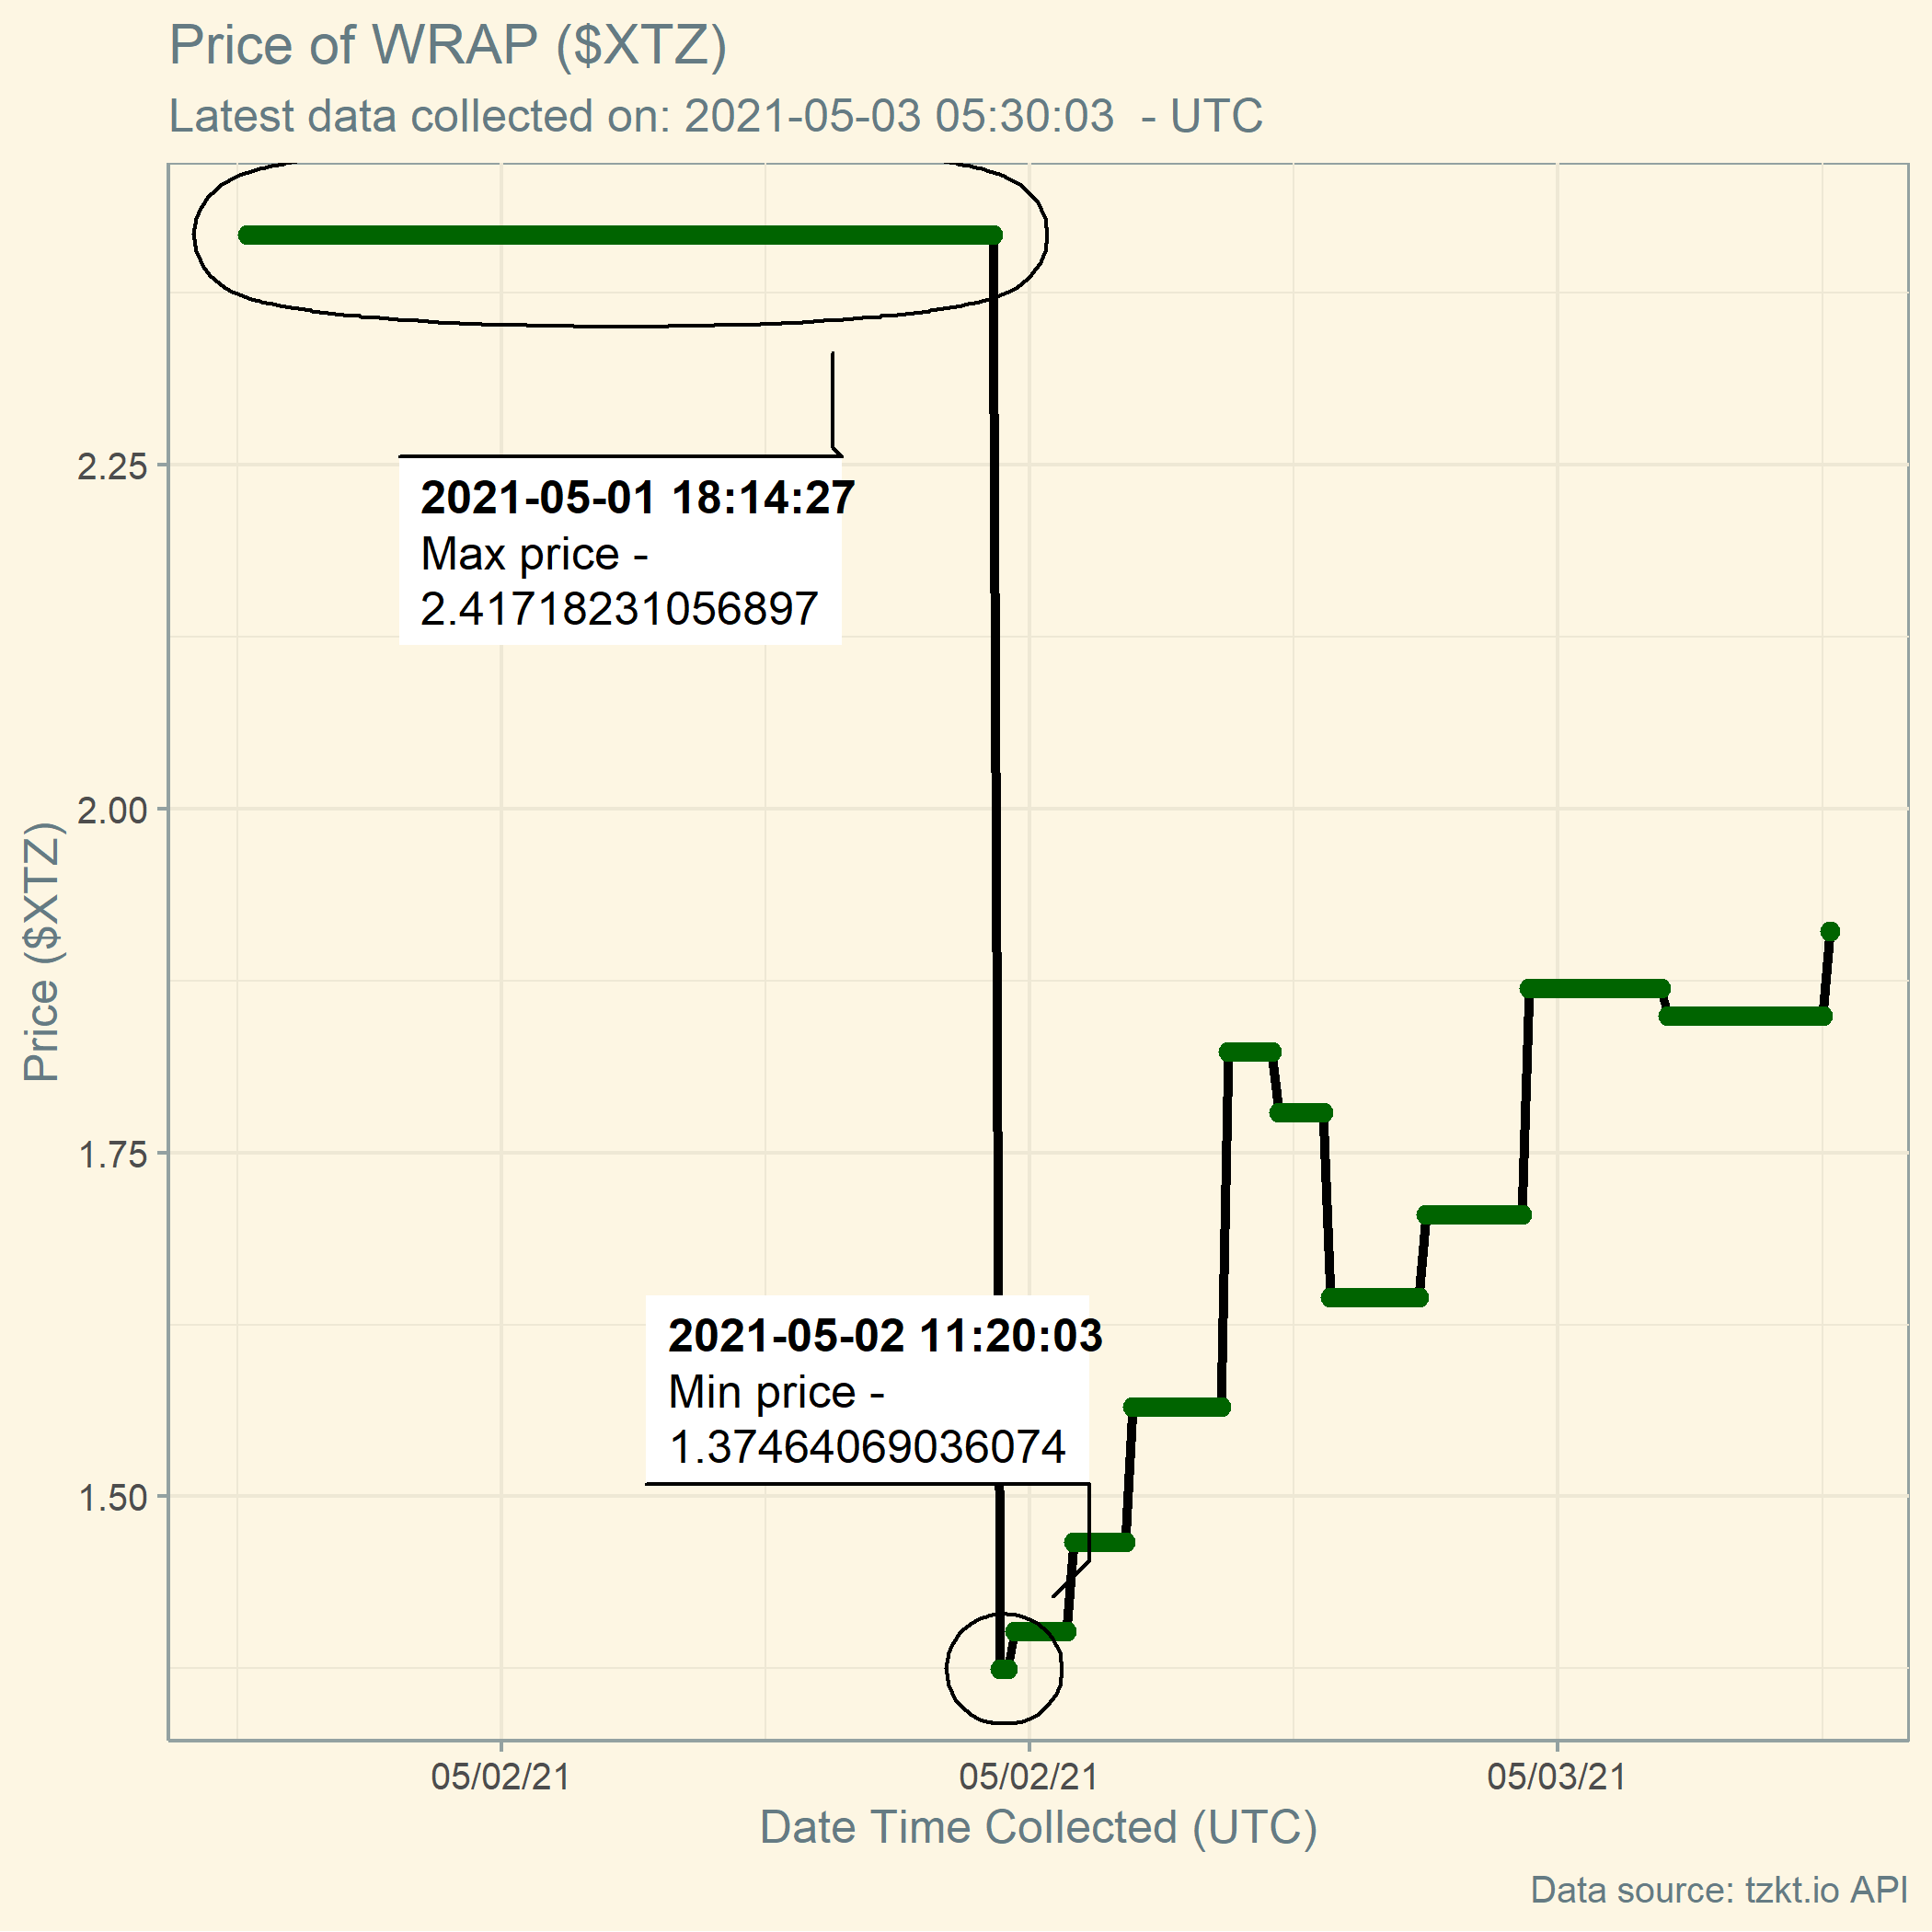 Price of WRAP ($XTZ)
Latest data collected on: 2021-05-03 05:30:03  - UTC
2021-05-01 18:14:27
Max price -
2.41718231056897
2021-05-02 11:20:03
Min price -
1.37464069036074
Price ($XTZ)
2.25
2.00
1.75
1.50
05/02/21
05/02/21
05/03/21
Date Time Collected (UTC)
Data source: tzkt.io API